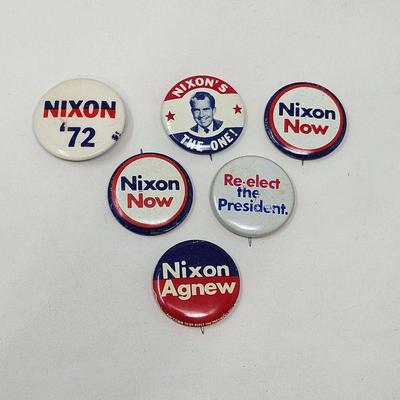 NIXON
'72
NIXON'S
THE ONE!
Nixon
Now
Nixon
Now
Re-elect
the
President.
Nixon
Agnew